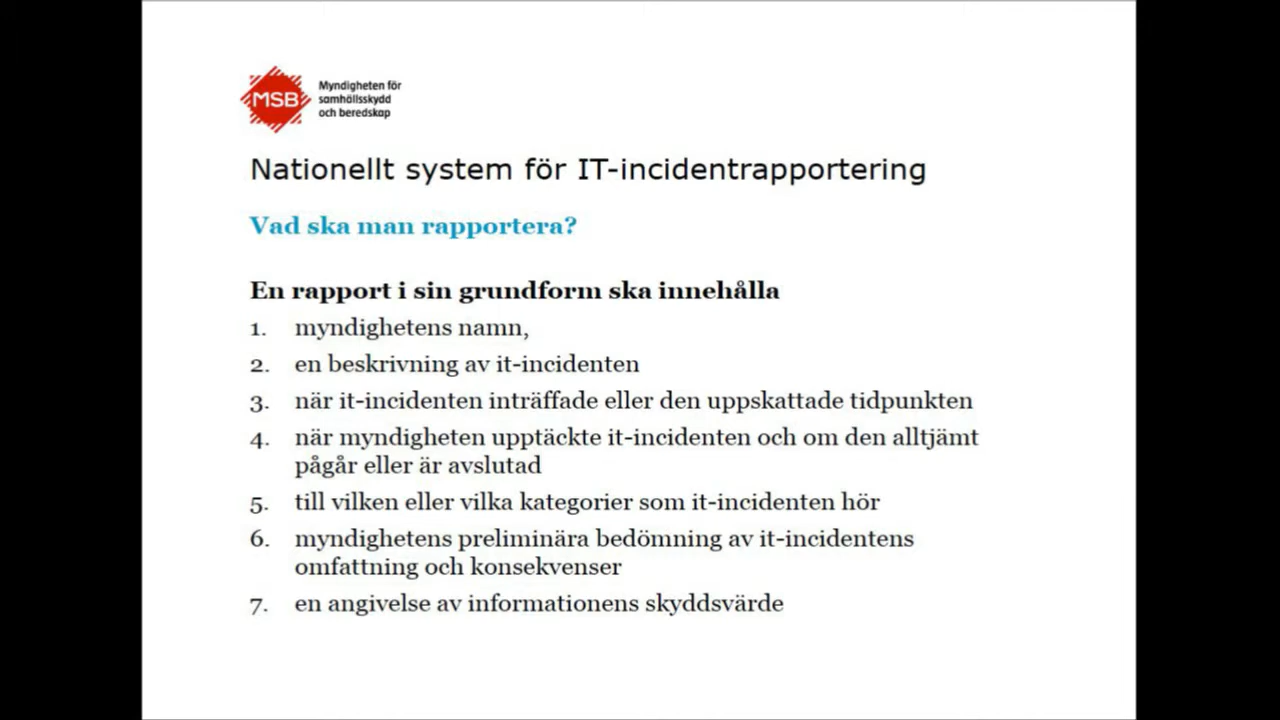 MSB
Myndigheten för
samhällsskydd
och beredskap
Nationellt system för IT-incidentrapportering
Vad ska man rapportera?
En rapport i sin grundform ska innehålla
1. myndighetens namn,
2. en beskrivning av it-incidenten
3. när it-incidenten inträffade eller den uppskattade tidpunkten
4. när myndigheten upptäckte it-incidenten och om den alltjämt
pågår eller är avslutad
5. till vilken eller vilka kategorier som it-incidenten hör
6. myndighetens preliminära bedömning av it-incidentens
omfattning och konsekvenser
7. en angivelse av informationens skyddsvärde